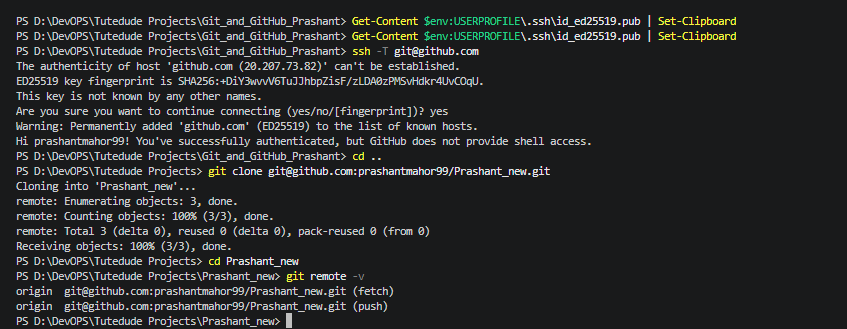 PS D:\DevOPS\Tutedude Projects\Git_and_GitHub_Prashant> Get-Content $env:USERPROFILE\.ssh\id_ed25519.pub | Set-Clipboard
PS D:\DevOPS\Tutedude Projects\Git_and_GitHub_Prashant> Get-Content $env:USERPROFILE\.ssh\id_ed25519.pub | Set-Clipboard
PS D:\DevOPS\Tutedude Projects\Git_and_GitHub_Prashant> ssh -T git@github.com
The authenticity of host 'github.com (20.207.73.82)' can't be established.
ED25519 key fingerprint is SHA256:+DiY3wvvV6TuJJhbpZisF/zLDA0zPMSvHdkr4UvCOqU.
This key is not known by any other names.
Are you sure you want to continue connecting (yes/no/[fingerprint])? yes
Warning: Permanently added 'github.com' (ED25519) to the list of known hosts.
Hi prashantmahor99! You've successfully authenticated, but GitHub does not provide shell access.
PS D:\DevOPS\Tutedude Projects\Git_and_GitHub_Prashant> cd ..
PS D:\DevOPS\Tutedude Projects> git clone git@github.com:prashantmahor99/Prashant_new.git
Cloning into 'Prashant_new'...
remote: Enumerating objects: 3, done.
remote: Counting objects: 100% (3/3), done.
remote: Total 3 (delta 0), reused 0 (delta 0), pack-reused 0 (from 0)
Receiving objects: 100% (3/3), done.
PS D:\DevOPS\Tutedude Projects> cd Prashant_new
PS D:\DevOPS\Tutedude Projects\Prashant_new> git remote -v
origin  git@github.com:prashantmahor99/Prashant_new.git (fetch)
origin  git@github.com:prashantmahor99/Prashant_new.git (push)
PS D:\DevOPS\Tutedude Projects\Prashant_new>